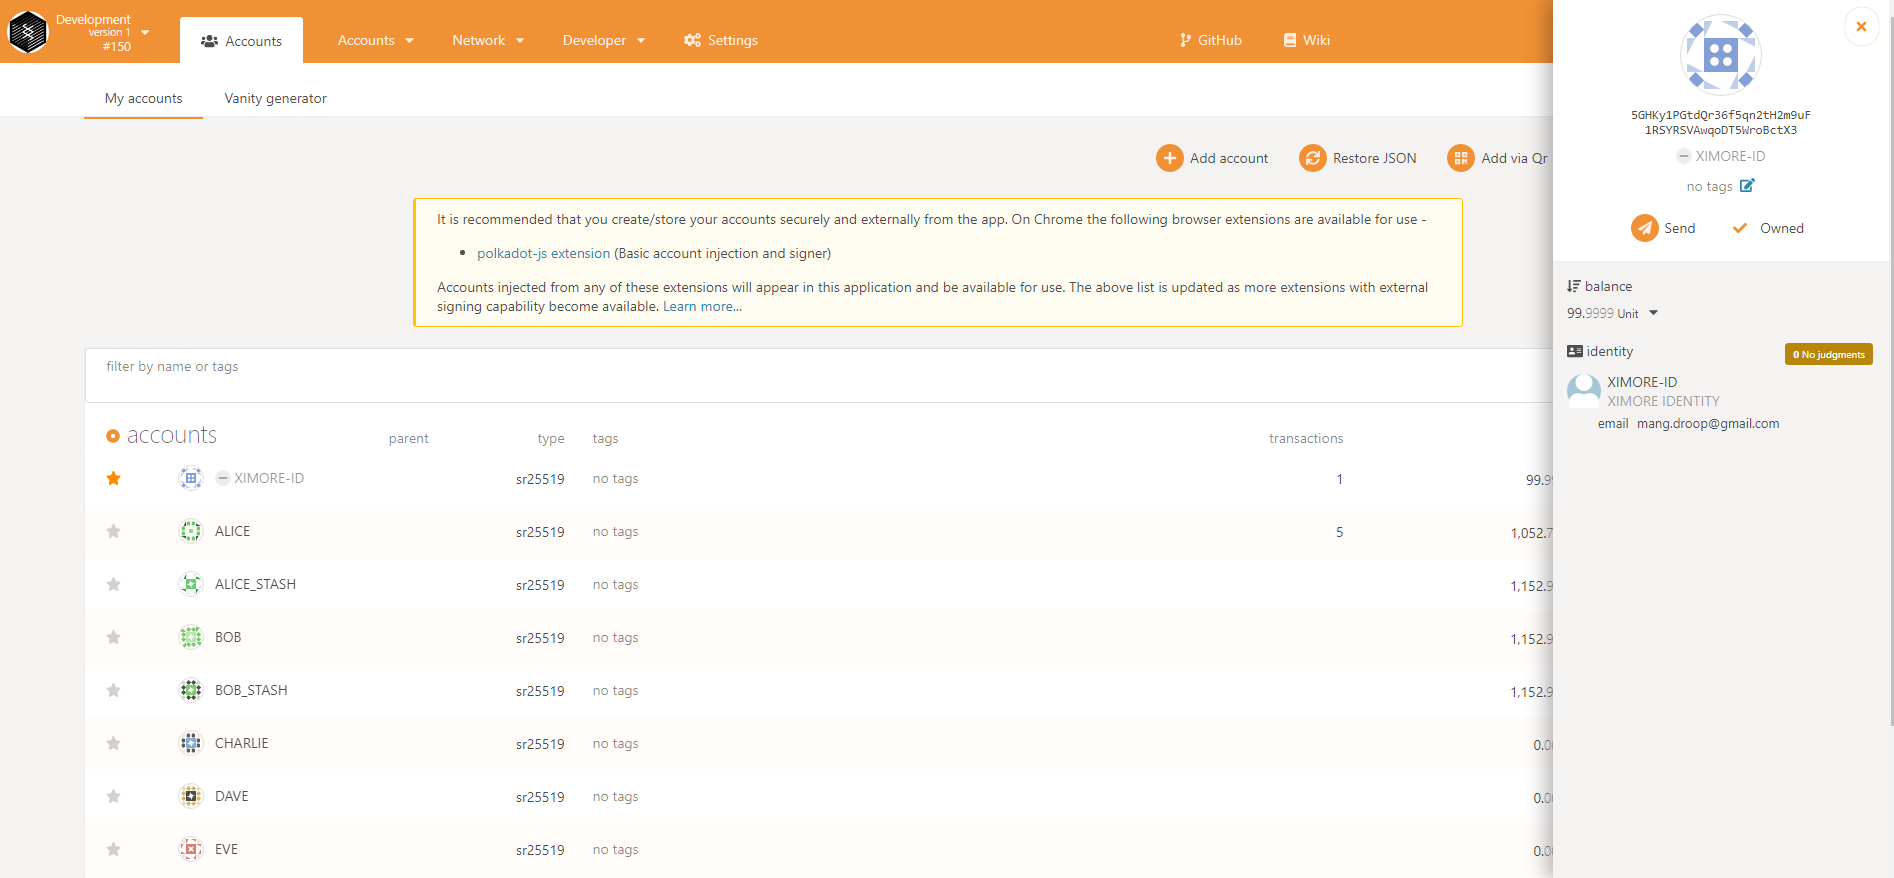 Development
version 1
#150
Accounts
Accounts
Network
Developer
Settings
GitHub
Wiki
My accounts
Vanity generator
Add account
Restore JSON
Add via Qr
It is recommended that you create/store your accounts securely and externally from the app. On Chrome the following browser extensions are available for use -
polkadot-js extension (Basic account injection and signer)
Accounts injected from any of these extensions will appear in this application and be available for use. The above list is updated as more extensions with external
signing capability become available. Learn more...
filter by name or tags
accounts parent type tags transactions
XIMORE-ID sr25519 no tags 1 99.9
ALICE sr25519 no tags 5 1,052.7
ALICE_STASH sr25519 no tags 1,152.9
BOB sr25519 no tags 1,152.9
BOB_STASH sr25519 no tags 1,152.9
CHARLIE sr25519 no tags 0.0
DAVE sr25519 no tags 0.0
EVE sr25519 no tags 0.0
5GHKy1PGtdQr36f5qn2tH2m9uF
1RSYRSVAwqoDT5WroBctX3
XIMORE-ID
no tags
Send
Owned
balance
99.9999 Unit
identity
0 No judgments
XIMORE-ID
XIMORE IDENTITY
email mang.droop@gmail.com